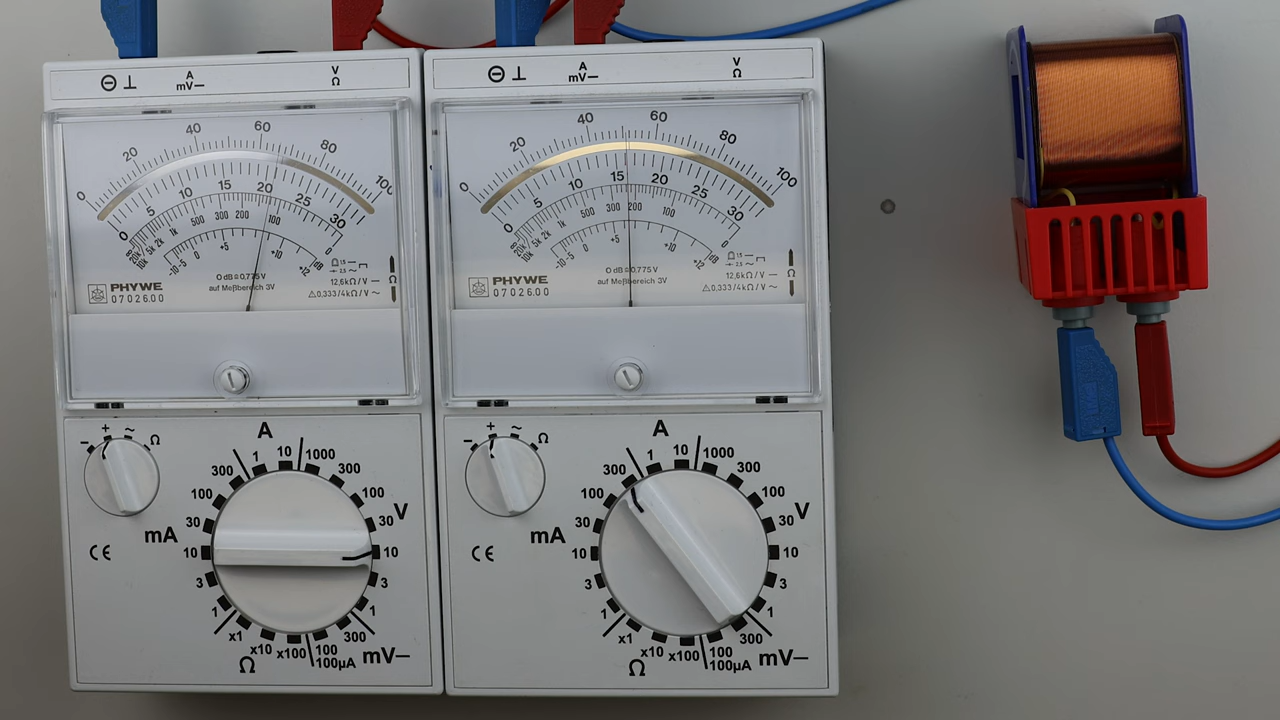 ⊖ ⊥ A mV— V Ω
0 20 40 60 80 100
0 5 10 15 20 25 30
∞ 20k 10k 5k 2k 1k 500 300 200 100 0
-10 -5 0 +5 +10 +12 dB
0 dB ≙ 0,775V
auf Meßbereich 3V
PHYWE
07026.00
12,6kΩ/V —
⚠0,333/4kΩ/V ~
- + ~ Ω
A
mA
V
mV—
Ω
300 1 10 1000 300 100 30 10 3 1 300 100 100µA
100 30 10 3 1 x1 x10 x100
CE
⊖ ⊥ A mV— V Ω
0 20 40 60 80 100
0 5 10 15 20 25 30
∞ 20k 10k 5k 2k 1k 500 300 200 100 0
-10 -5 0 +5 +10 +12 dB
0 dB ≙ 0,775V
auf Meßbereich 3V
PHYWE
07026.00
12,6kΩ/V —
⚠0,333/4kΩ/V ~
- + ~ Ω
A
mA
V
mV—
Ω
300 1 10 1000 300 100 30 10 3 1 300 100 100µA
100 30 10 3 1 x1 x10 x100
CE